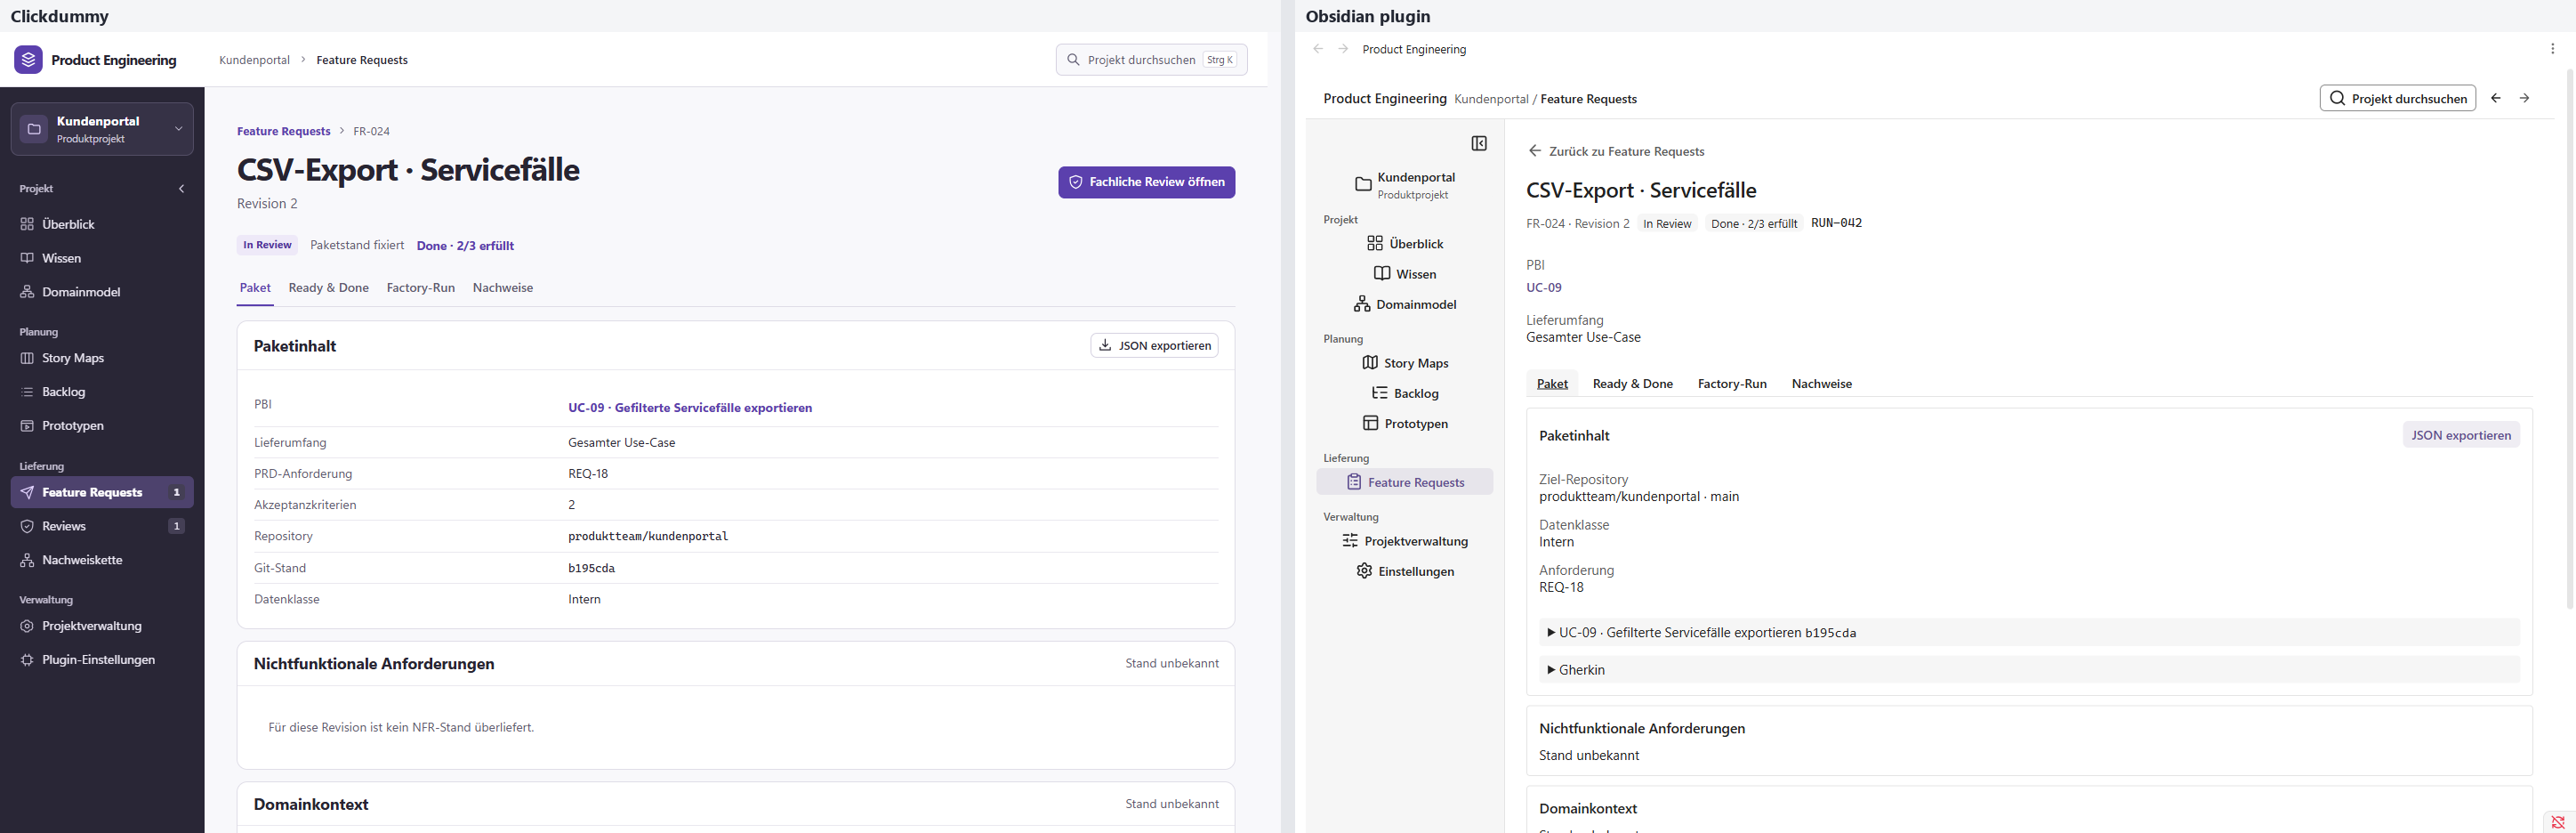 Clickdummy
Product Engineering
Kundenportal > Feature Requests
Projekt durchsuchen Strg K
Kundenportal
Produktprojekt
Projekt
Überblick
Wissen
Domainmodel
Planung
Story Maps
Backlog
Prototypen
Lieferung
Feature Requests 1
Reviews 1
Nachweiskette
Verwaltung
Projektverwaltung
Plugin-Einstellungen
Feature Requests > FR-024
CSV-Export · Servicefälle
Revision 2
Fachliche Review öffnen
In Review Paketstand fixiert Done · 2/3 erfüllt
Paket Ready & Done Factory-Run Nachweise
Paketinhalt
JSON exportieren
PBI UC-09 · Gefilterte Servicefälle exportieren
Lieferumfang Gesamter Use-Case
PRD-Anforderung REQ-18
Akzeptanzkriterien 2
Repository produktteam/kundenportal
Git-Stand b195cda
Datenklasse Intern
Nichtfunktionale Anforderungen Stand unbekannt
Für diese Revision ist kein NFR-Stand überliefert.
Domainkontext Stand unbekannt
Obsidian plugin
Product Engineering
Product Engineering Kundenportal / Feature Requests
Projekt durchsuchen
Kundenportal
Produktprojekt
Projekt
Überblick
Wissen
Domainmodel
Planung
Story Maps
Backlog
Prototypen
Lieferung
Feature Requests
Verwaltung
Projektverwaltung
Einstellungen
Zurück zu Feature Requests
CSV-Export · Servicefälle
FR-024 · Revision 2 In Review Done · 2/3 erfüllt RUN-042
PBI
UC-09
Lieferumfang
Gesamter Use-Case
Paket Ready & Done Factory-Run Nachweise
Paketinhalt
JSON exportieren
Ziel-Repository
produktteam/kundenportal · main
Datenklasse
Intern
Anforderung
REQ-18
UC-09 · Gefilterte Servicefälle exportieren b195cda
Gherkin
Nichtfunktionale Anforderungen
Stand unbekannt
Domainkontext